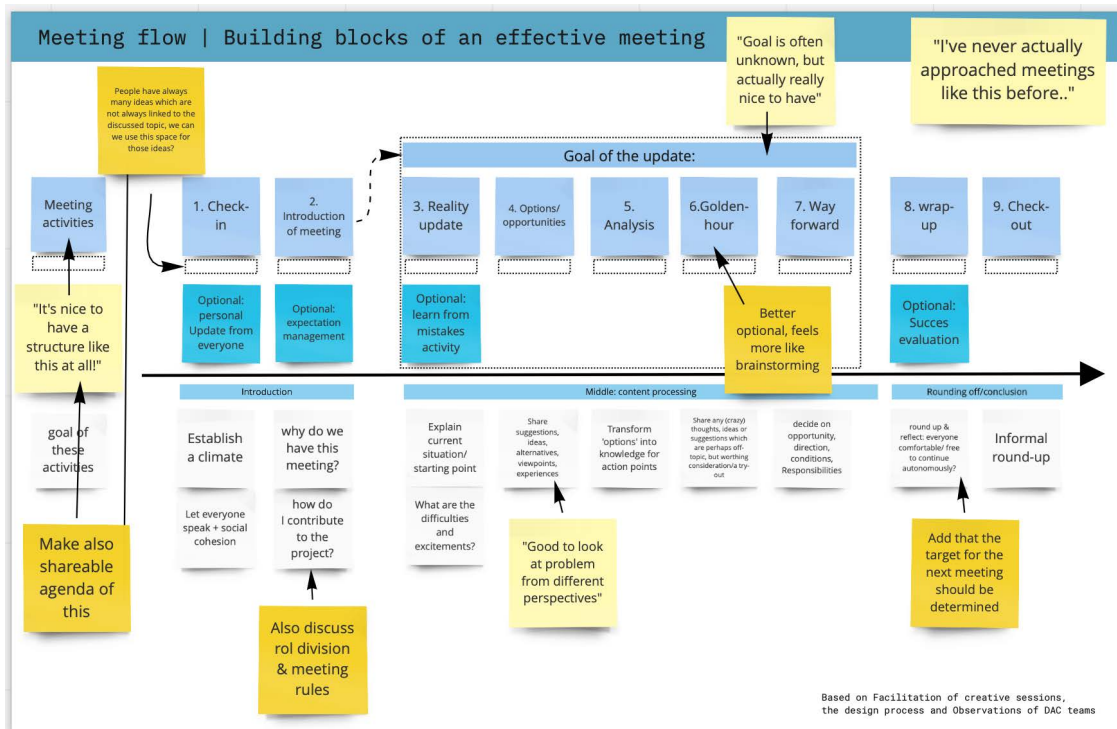 Meeting flow | Building blocks of an effective meeting
"Goal is often
unknown, but
actually really
nice to have"
"I've never actually
approached meetings
like this before.."
People have always
many ideas which are
not always linked to the
discussed topic, we can
we use this space for
those ideas?
Goal of the update:
Meeting
activities
1. Check-
in
2.
Introduction
of meeting
3. Reality
update
4. Options/
opportunities
5.
Analysis
6.Golden-
hour
7. Way
forward
8. wrap-
up
9. Check-
out
"It's nice to
have a
structure like
this at all!"
Optional:
personal
Update from
everyone
Optional:
expectation
management
Optional:
learn from
mistakes
activity
Better
optional, feels
more like
brainstorming
Optional:
Succes
evaluation
Introduction
Middle: content processing
Rounding off/conclusion
goal of
these
activities
Establish
a climate
why do we
have this
meeting?
Explain
current
situation/
starting point
Share
suggestions,
ideas,
alternatives,
viewpoints,
experiences
Transform
'options' into
knowledge for
action points
Share any (crazy)
thoughts, ideas or
suggestions which
are perhaps off-
topic, but worthing
consideration/a try-
out
decide on
opportunity,
direction,
conditions,
Responsibilities
round up &
reflect: everyone
comfortable/ free
to continue
autonomously?
Informal
round-up
Let everyone
speak + social
cohesion
how do
I contribute
to the
project?
What are the
difficulties
and
excitements?
Make also
shareable
agenda of
this
Also discuss
rol division
& meeting
rules
"Good to look
at problem
from different
perspectives"
Add that the
target for the
next meeting
should be
determined
Based on Facilitation of creative sessions,
the design process and Observations of DAC teams